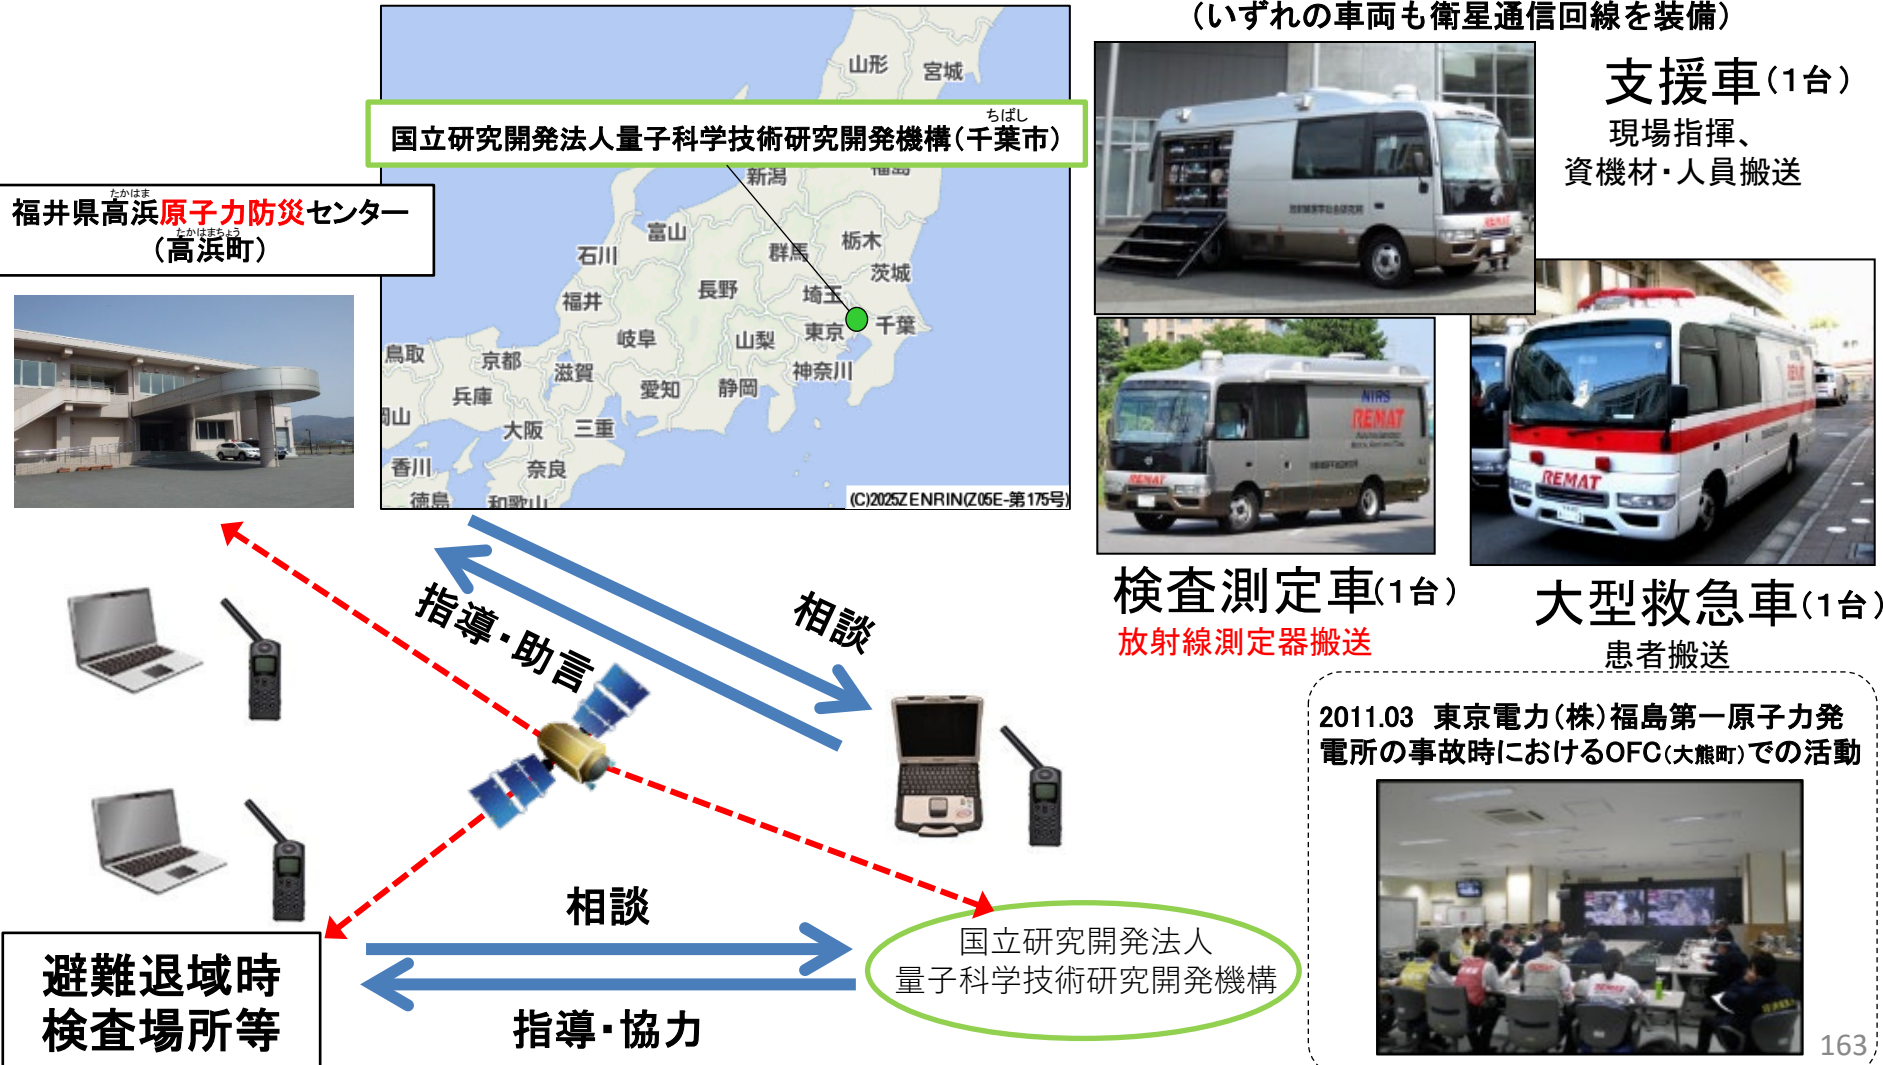 (いずれの車両も衛星通信回線を装備)
支援車(1台)
現場指揮、
資機材・人員搬送
山形
宮城
ちばし
国立研究開発法人量子科学技術研究開発機構(千葉市)
新潟
福島
たかはま
福井県高浜原子力防災センター
たかはまちょう
(高浜町)
富山
石川
群馬
栃木
茨城
福井
長野
埼玉
岐阜
山梨
東京
千葉
鳥取
京都
滋賀
愛知
静岡
神奈川
兵庫
岡山
大阪
三重
香川
奈良
徳島
和歌山
(C)2025ZENRIN(Z05E-第175号)
REMAT
NIRS
REMAT
REMAT
REMAT
REMAT
検査測定車(1台)
放射線測定器搬送
大型救急車(1台)
患者搬送
相談
指導・助言
2011.03 東京電力(株)福島第一原子力発
電所の事故時におけるOFC(大熊町)での活動
REMAT
相談
指導・協力
避難退域時
検査場所等
国立研究開発法人
量子科学技術研究開発機構
163